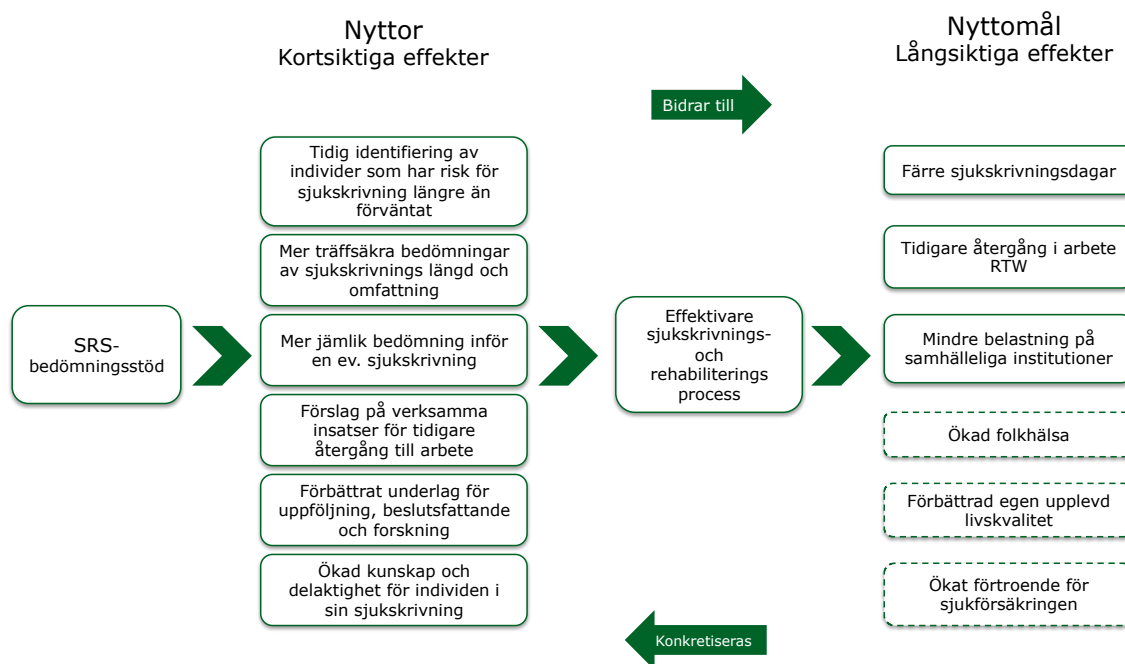 Nyttor
Kortsiktiga effekter
Nyttomål
Långsiktiga effekter
Bidrar till
SRS-
bedömningsstöd
Tidig identifiering av
individer som har risk för
sjukskrivning längre än
förväntat
Mer träffsäkra bedömningar
av sjukskrivnings längd och
omfattning
Mer jämlik bedömning inför
en ev. sjukskrivning
Förslag på verksamma
insatser för tidigare
återgång till arbete
Förbättrat underlag för
uppföljning, beslutsfattande
och forskning
Ökad kunskap och
delaktighet för individen i
sin sjukskrivning
Effektivare
sjukskrivnings-
och
rehabiliterings
process
Färre sjukskrivningsdagar
Tidigare återgång i arbete
RTW
Mindre belastning på
samhälleliga institutioner
Ökad folkhälsa
Förbättrad egen upplevd
livskvalitet
Ökat förtroende för
sjukförsäkringen
Konkretiseras